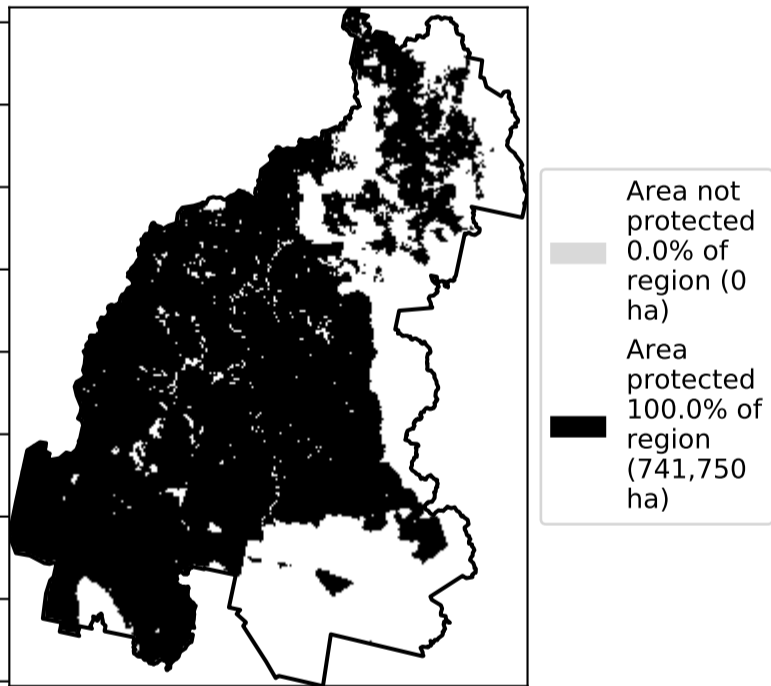 Area not
protected
0.0% of
region (0
ha)
Area
protected
100.0% of
region
(741,750
ha)